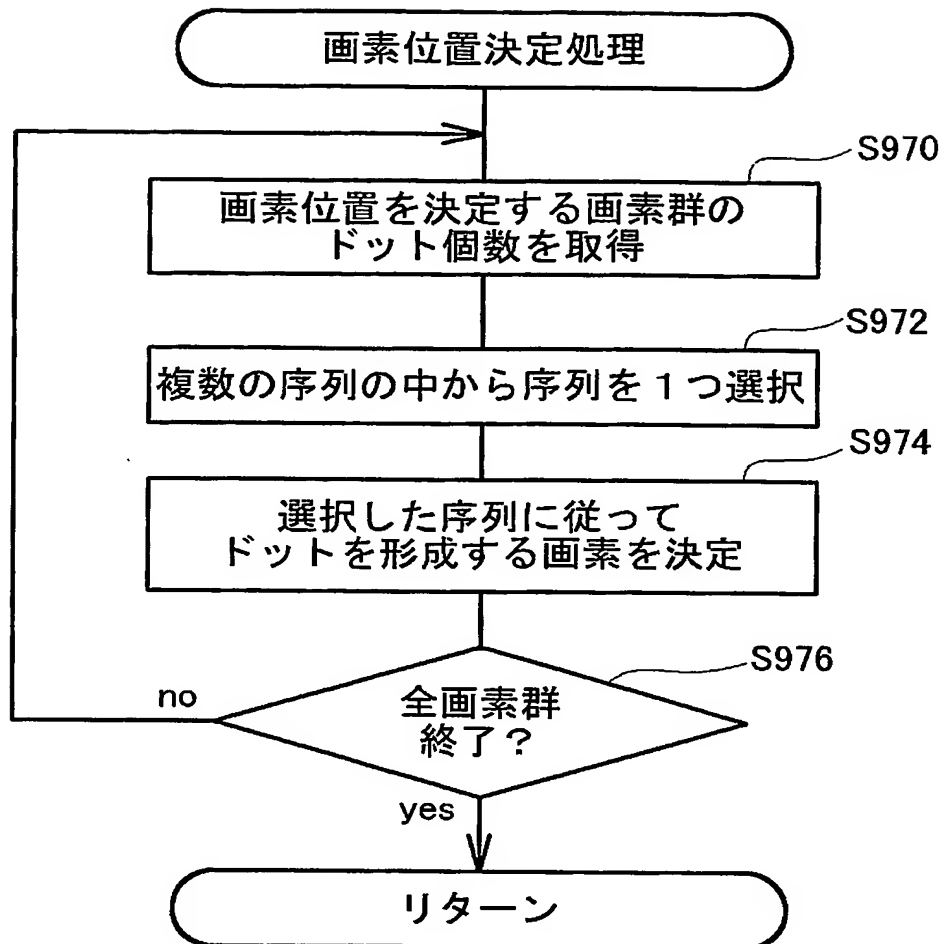 画素位置決定処理
S970
画素位置を決定する画素群の
ドット個数を取得
S972
複数の序列の中から序列を１つ選択
S974
選択した序列に従って
ドットを形成する画素を決定
S976
no
全画素群
終了？
yes
リターン